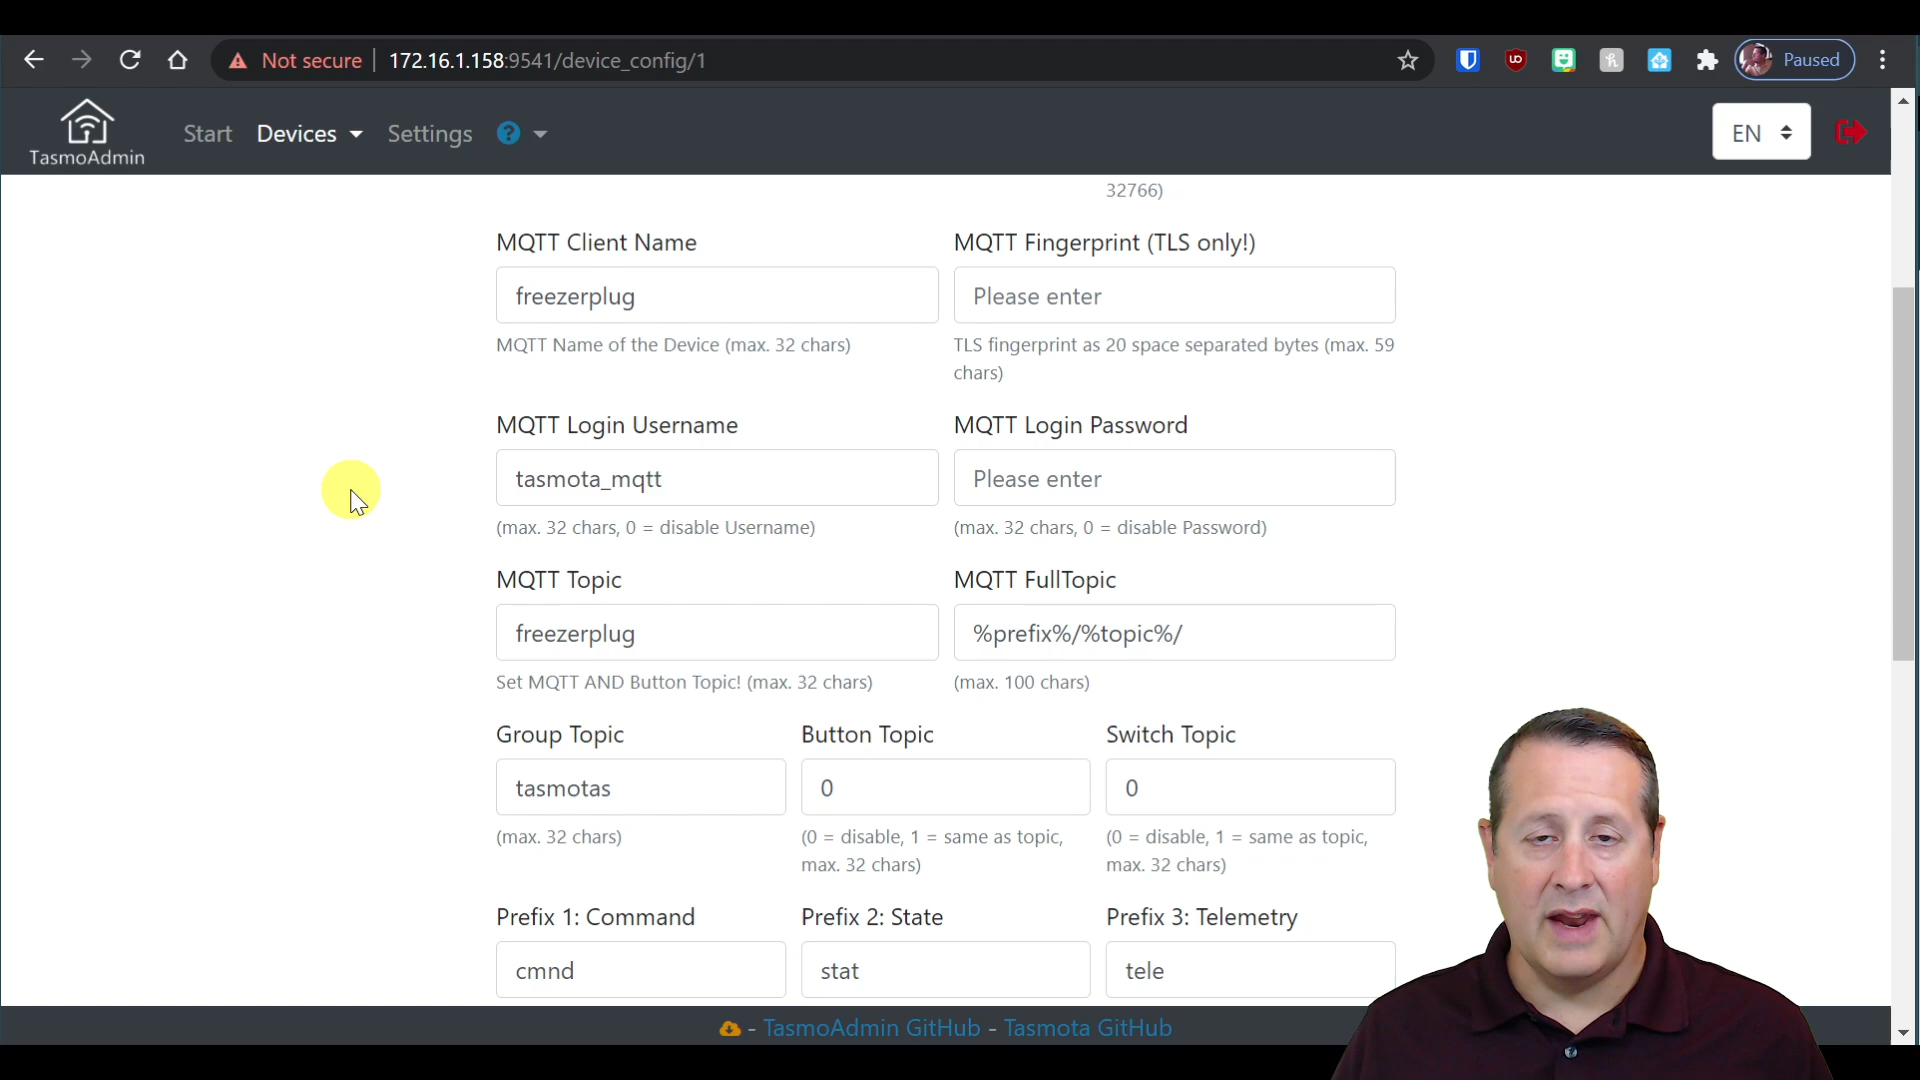 Not secure 172.16.1.158:9541/device_config/1
Paused
TasmoAdmin
Start Devices Settings ?
EN
32766)
MQTT Client Name
MQTT Fingerprint (TLS only!)
freezerplug
Please enter
MQTT Name of the Device (max. 32 chars)
TLS fingerprint as 20 space separated bytes (max. 59
chars)
MQTT Login Username
MQTT Login Password
tasmota_mqtt
Please enter
(max. 32 chars, 0 = disable Username)
(max. 32 chars, 0 = disable Password)
MQTT Topic
MQTT FullTopic
freezerplug
%prefix%/%topic%/
Set MQTT AND Button Topic! (max. 32 chars)
(max. 100 chars)
Group Topic
Button Topic
Switch Topic
tasmotas
0
0
(max. 32 chars)
(0 = disable, 1 = same as topic,
max. 32 chars)
(0 = disable, 1 = same as topic,
max. 32 chars)
Prefix 1: Command
Prefix 2: State
Prefix 3: Telemetry
cmnd
stat
tele
- TasmoAdmin GitHub - Tasmota GitHub